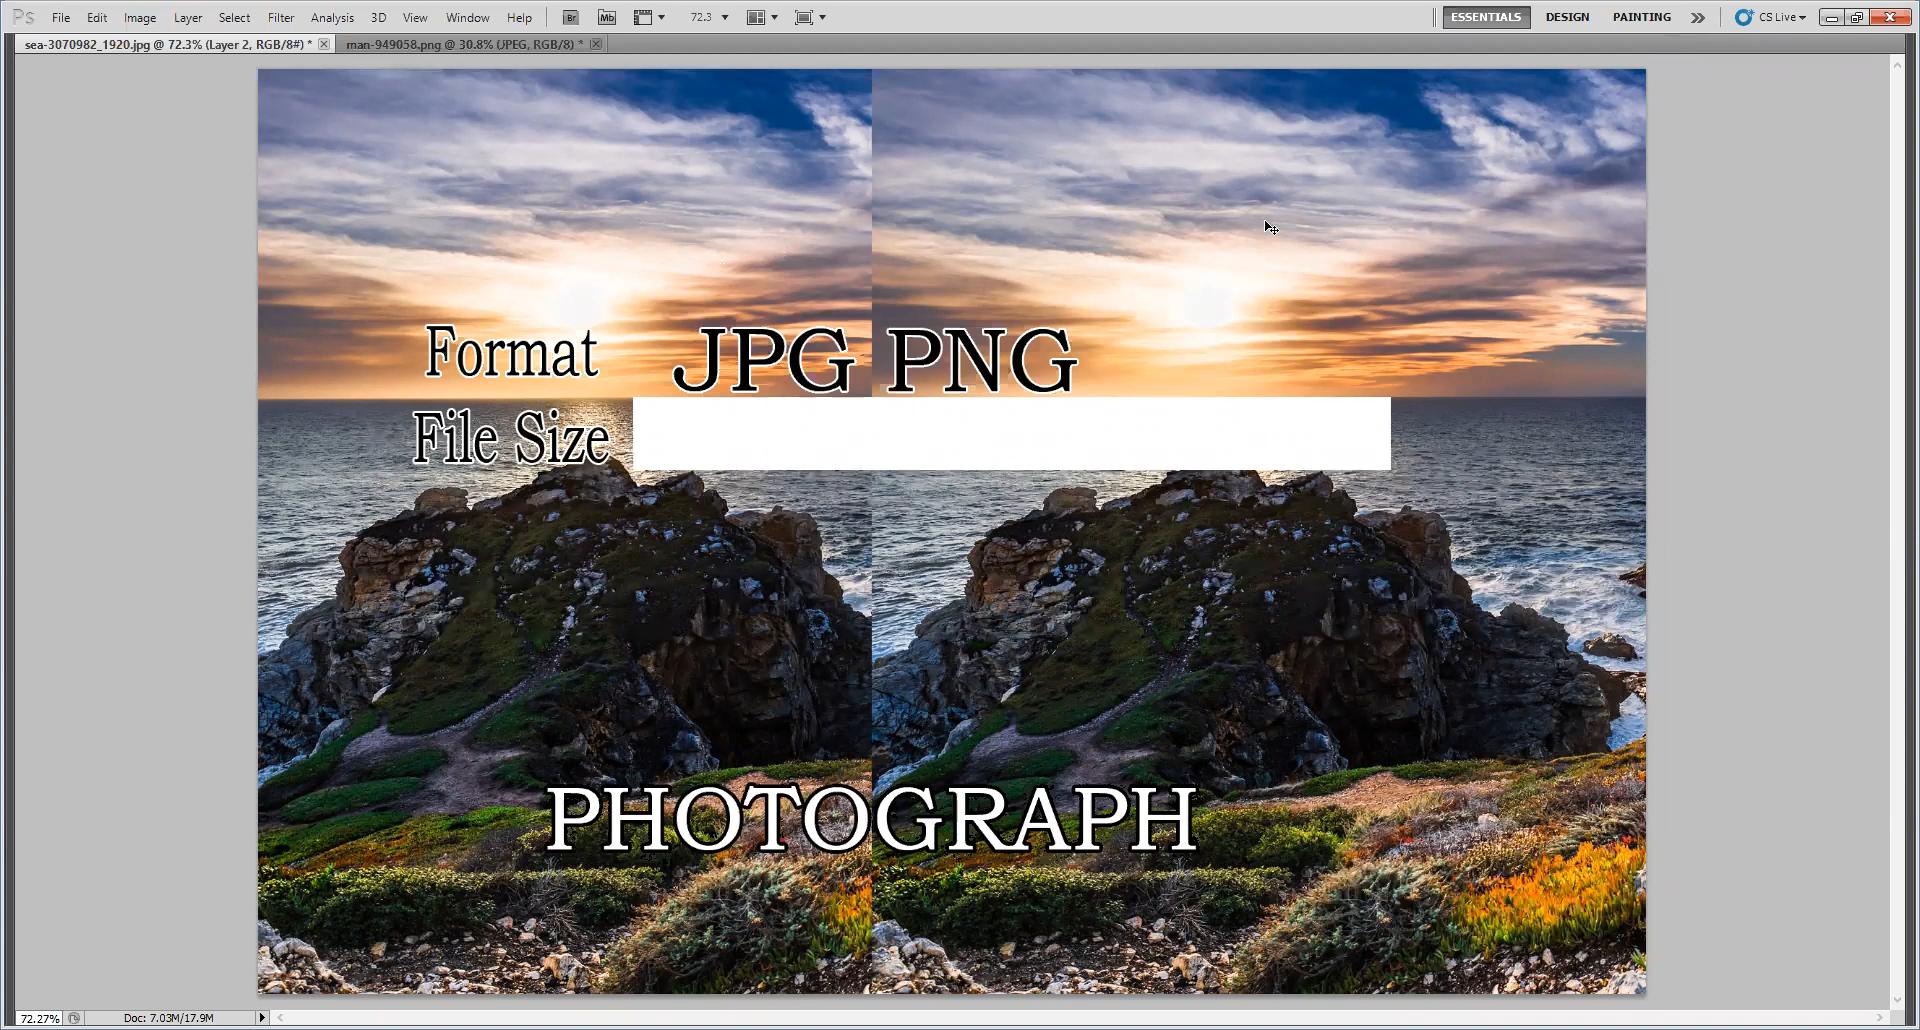 Ps File Edit Image Layer Select Filter Analysis 3D View Window Help Br Mb 72.3 ESSENTIALS DESIGN PAINTING CS Live
sea-3070982_1920.jpg @ 72.3% (Layer 2, RGB/8#) * man-949058.png @ 30.8% (JPEG, RGB/8) *
Format JPG PNG
File Size
PHOTOGRAPH
72.27% Doc: 7.03M/17.9M